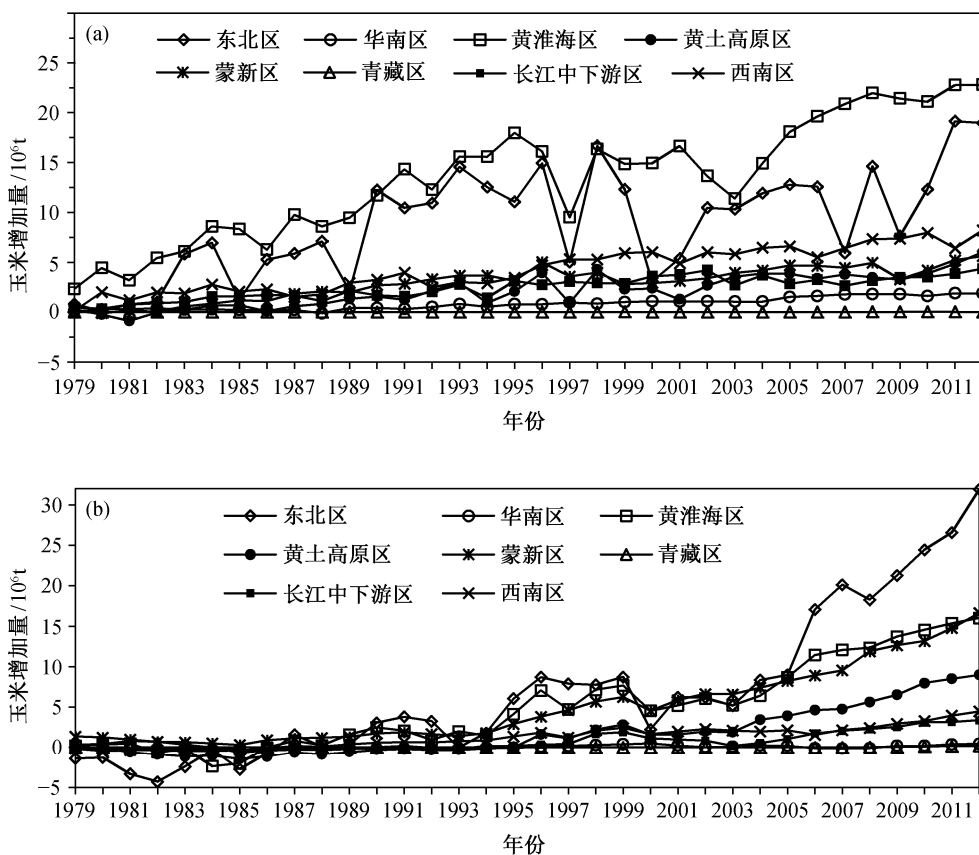 (a)
东北区 华南区 黄淮海区 黄土高原区
蒙新区 青藏区 长江中下游区 西南区
25
20
15
10
5
0
−5
玉米增加量/10⁶t
1979 1981 1983 1985 1987 1989 1991 1993 1995 1997 1999 2001 2003 2005 2007 2009 2011
年份
(b)
东北区 华南区 黄淮海区
黄土高原区 蒙新区 青藏区
长江中下游区 西南区
30
25
20
15
10
5
0
−5
玉米增加量/10⁶t
1979 1981 1983 1985 1987 1989 1991 1993 1995 1997 1999 2001 2003 2005 2007 2009 2011
年份